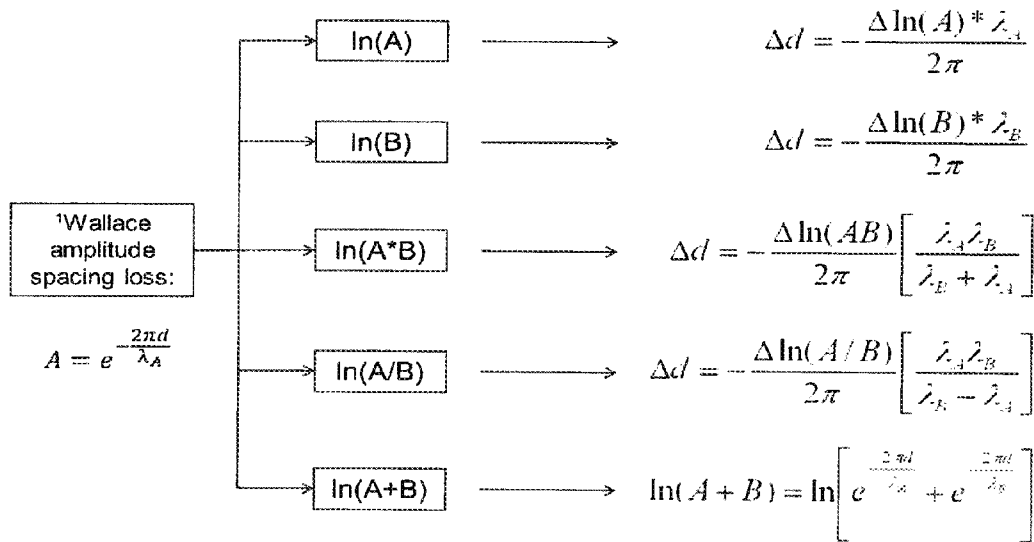 ln(A) Δd = −Δln(A)*λ_A / 2π
ln(B) Δd = −Δln(B)*λ_B / 2π
¹Wallace
amplitude
spacing loss:
ln(A*B) Δd = −Δln(AB) / 2π [λ_Aλ_B / λ_B + λ_A]
A = e^(−2πd/λ_A)
ln(A/B) Δd = −Δln(A/B) / 2π [λ_Aλ_B / λ_B − λ_A]
ln(A+B) ln(A+B) = ln[e^(−2πd/λ_A) + e^(−2πd/λ_B)]